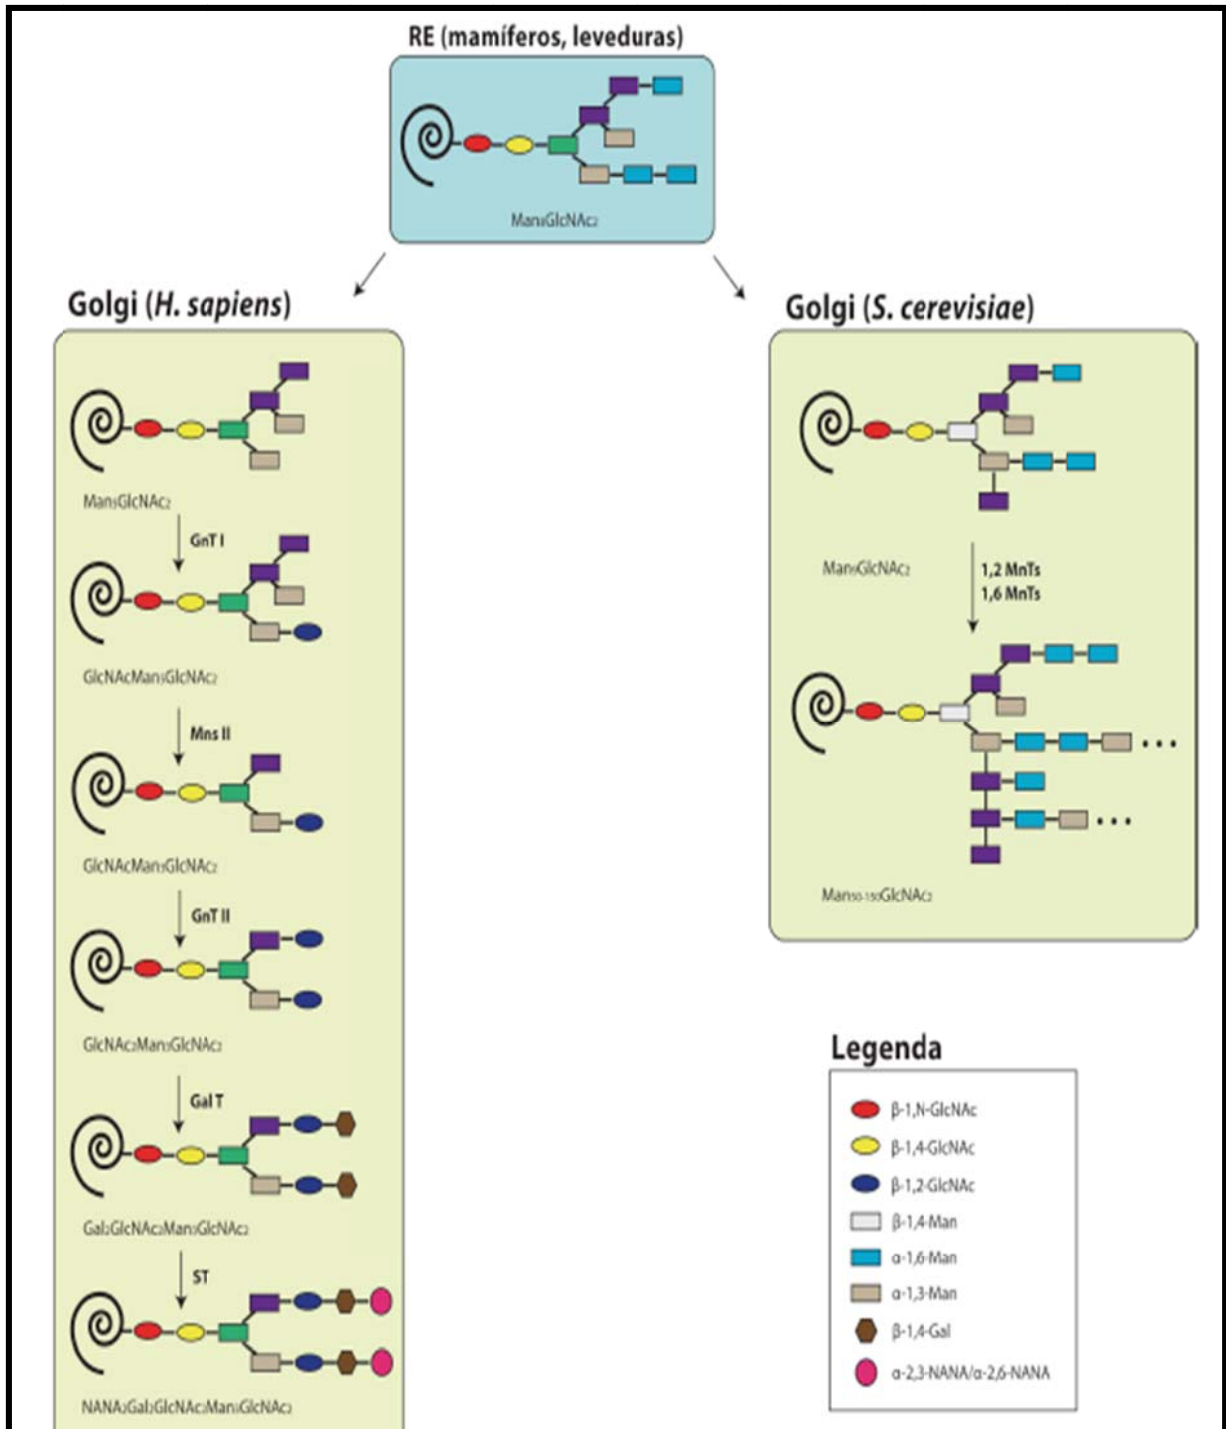 RE (mamíferos, leveduras)
Man₈GlcNAc₂
Golgi (H. sapiens)
Man₅GlcNAc₂
GnT I
GlcNAcMan₅GlcNAc₂
Mns II
GlcNAcMan₃GlcNAc₂
GnT II
GlcNAc₂Man₃GlcNAc₂
Gal T
Gal₂GlcNAc₂Man₃GlcNAc₂
ST
NANA₂Gal₂GlcNAc₂Man₃GlcNAc₂
Golgi (S. cerevisiae)
Man₉GlcNAc₂
1,2 MnTs
1,6 MnTs
Man₅₀₋₁₅₀GlcNAc₂
Legenda
β-1,N-GlcNAc
β-1,4-GlcNAc
β-1,2-GlcNAc
β-1,4-Man
α-1,6-Man
α-1,3-Man
β-1,4-Gal
α-2,3-NANA/α-2,6-NANA